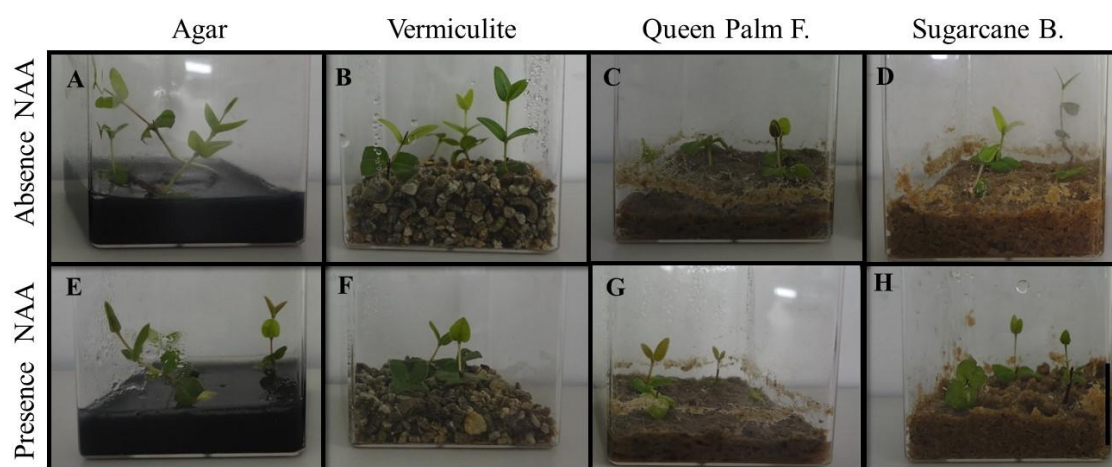 Agar Vermiculite Queen Palm F. Sugarcane B.
Absence NAA
A B C D
Presence NAA
E F G H